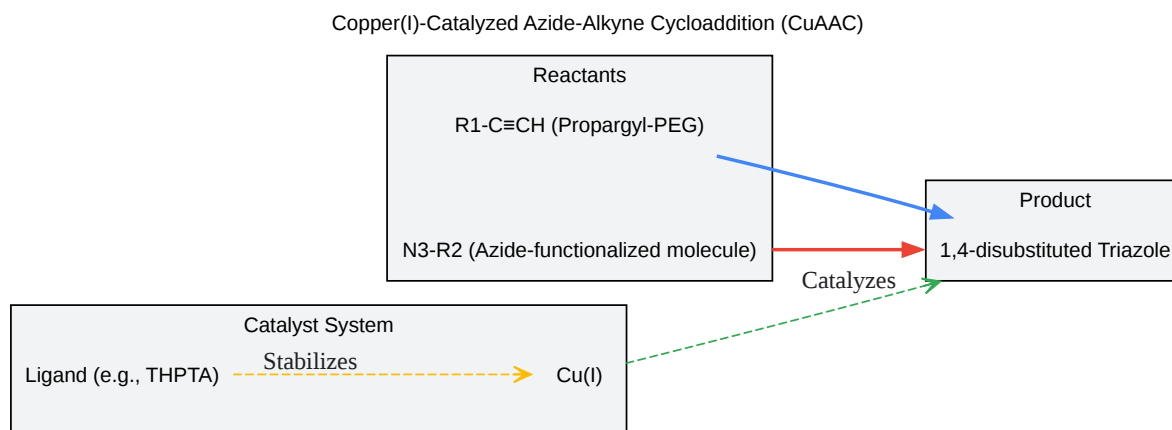 Copper(I)-Catalyzed Azide-Alkyne Cycloaddition (CuAAC)
Reactants
R1-C≡CH (Propargyl-PEG)
N3-R2 (Azide-functionalized molecule)
Product
1,4-disubstituted Triazole
Catalyzes
Catalyst System
Stabilizes
Ligand (e.g., THPTA)
Cu(I)